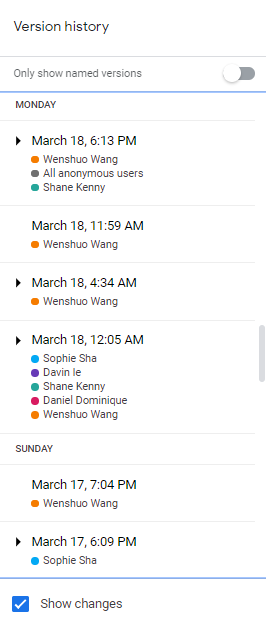 Version history
Only show named versions
MONDAY
March 18, 6:13 PM
Wenshuo Wang
All anonymous users
Shane Kenny
March 18, 11:59 AM
Wenshuo Wang
March 18, 4:34 AM
Wenshuo Wang
March 18, 12:05 AM
Sophie Sha
Davin le
Shane Kenny
Daniel Dominique
Wenshuo Wang
SUNDAY
March 17, 7:04 PM
Wenshuo Wang
March 17, 6:09 PM
Sophie Sha
Show changes